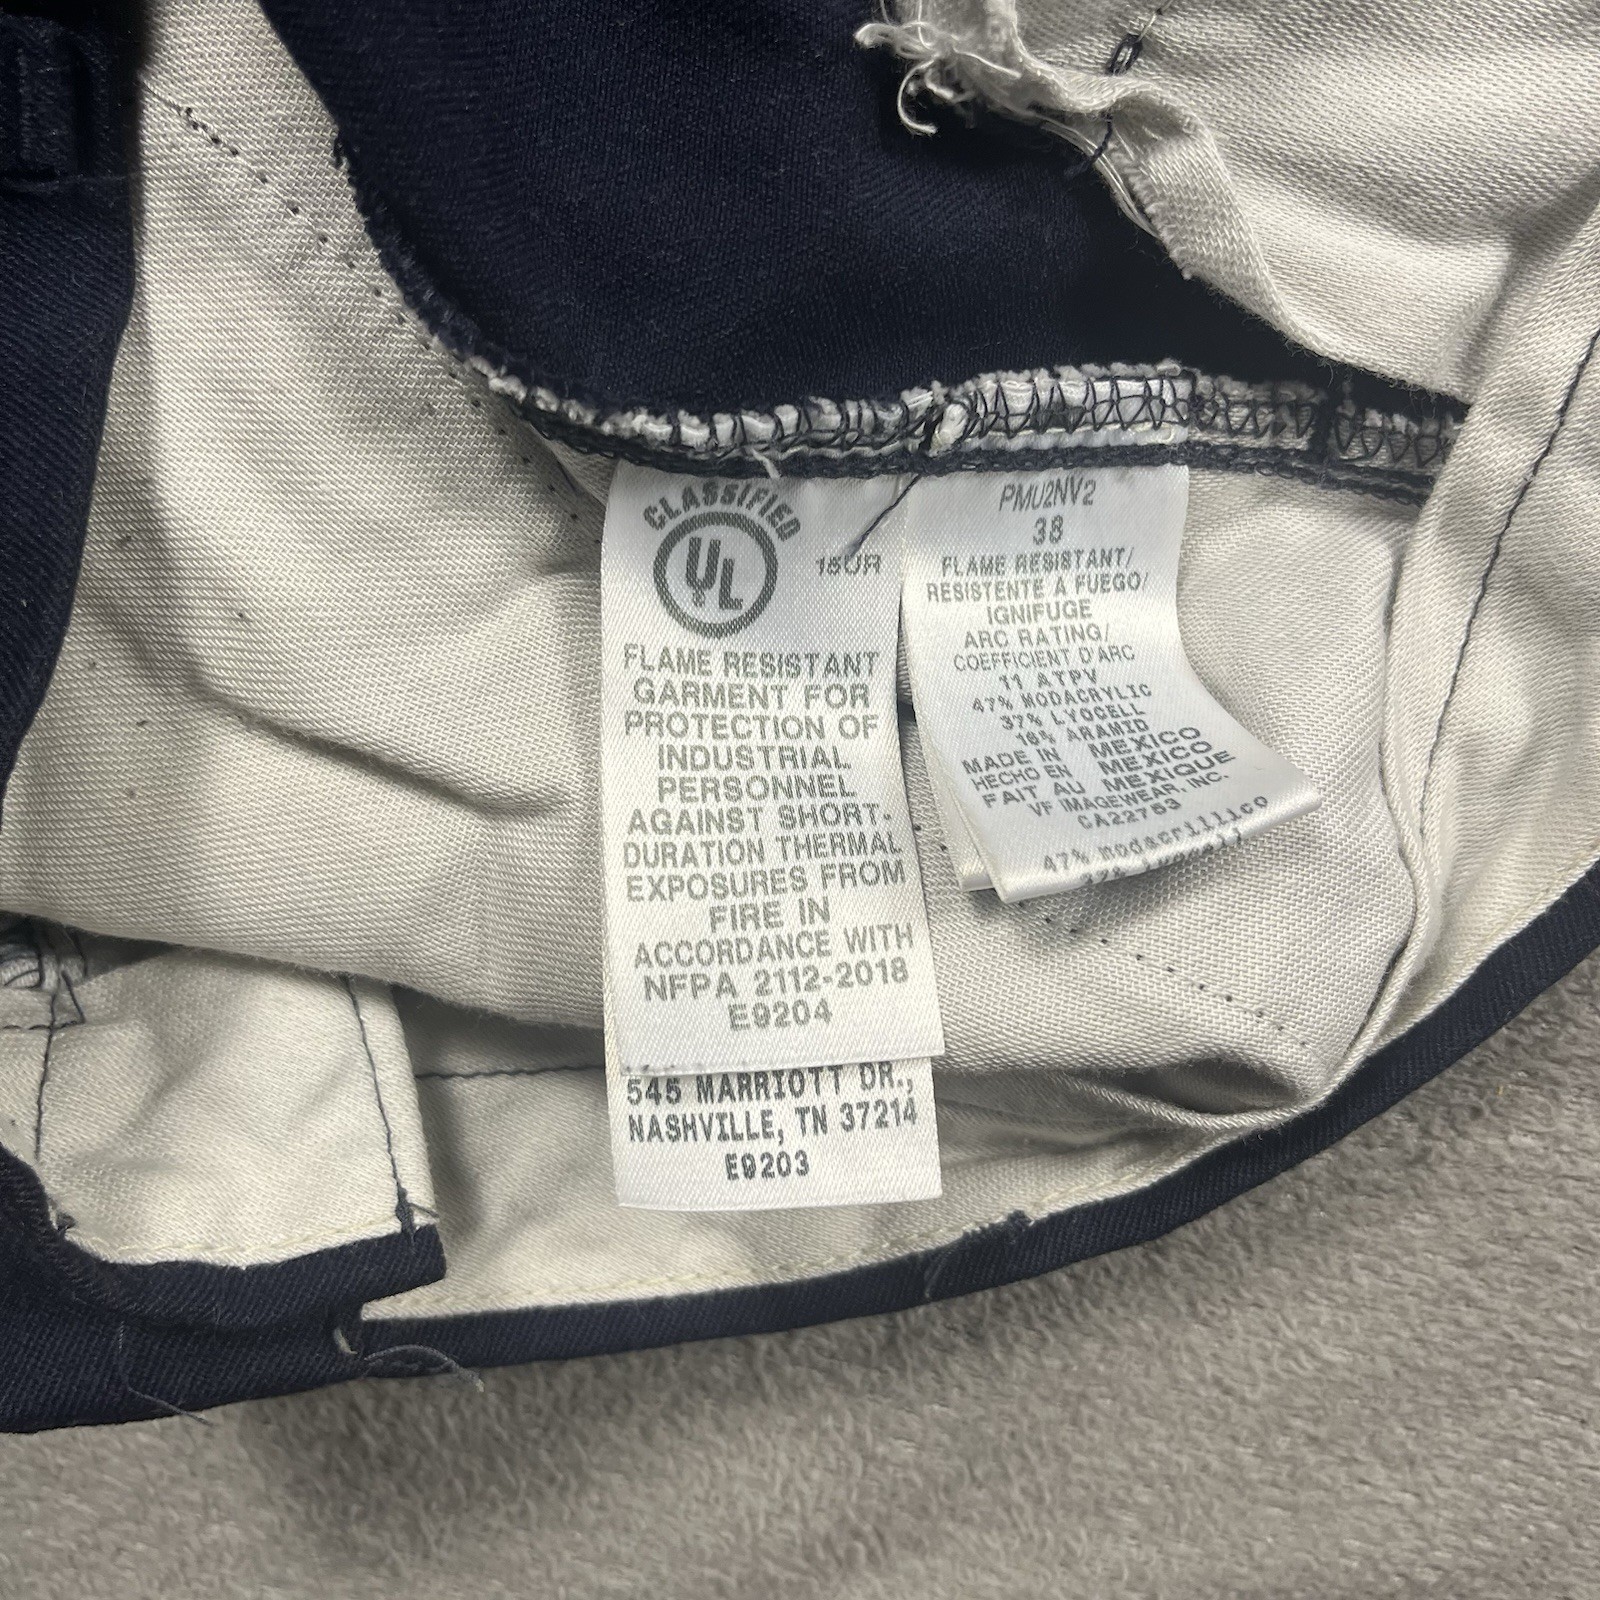 CLASSIFIED
UL
15UR
FLAME RESISTANT
GARMENT FOR
PROTECTION OF
INDUSTRIAL
PERSONNEL
AGAINST SHORT-
DURATION THERMAL
EXPOSURES FROM
FIRE IN
ACCORDANCE WITH
NFPA 2112-2018
E9204
545 MARRIOTT DR.,
NASHVILLE, TN 37214
E9203
PMU2NV2
38
FLAME RESISTANT/
RESISTENTE A FUEGO/
IGNIFUGE
ARC RATING/
COEFFICIENT D'ARC
11 ATPV
47% MODACRYLIC
37% LYOCELL
16% ARAMID
MADE IN MEXICO
HECHO EN MEXICO
FAIT AU MEXIQUE
VF IMAGEWEAR, INC.
CA22753
47% Modacrilico